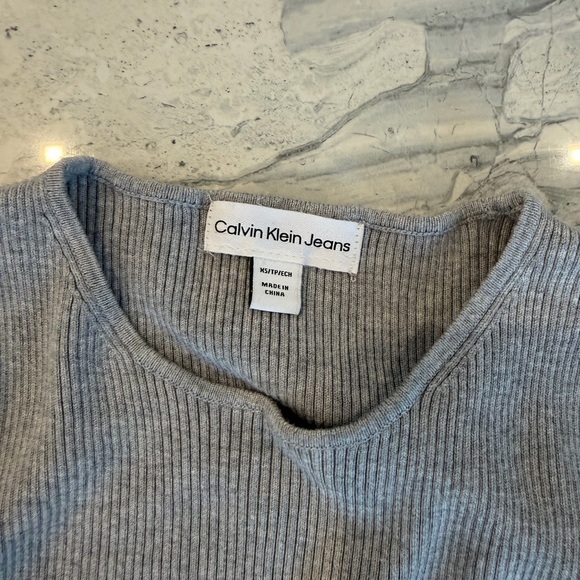 Calvin Klein Jeans
XS/TP/ECH
MADE IN
CHINA